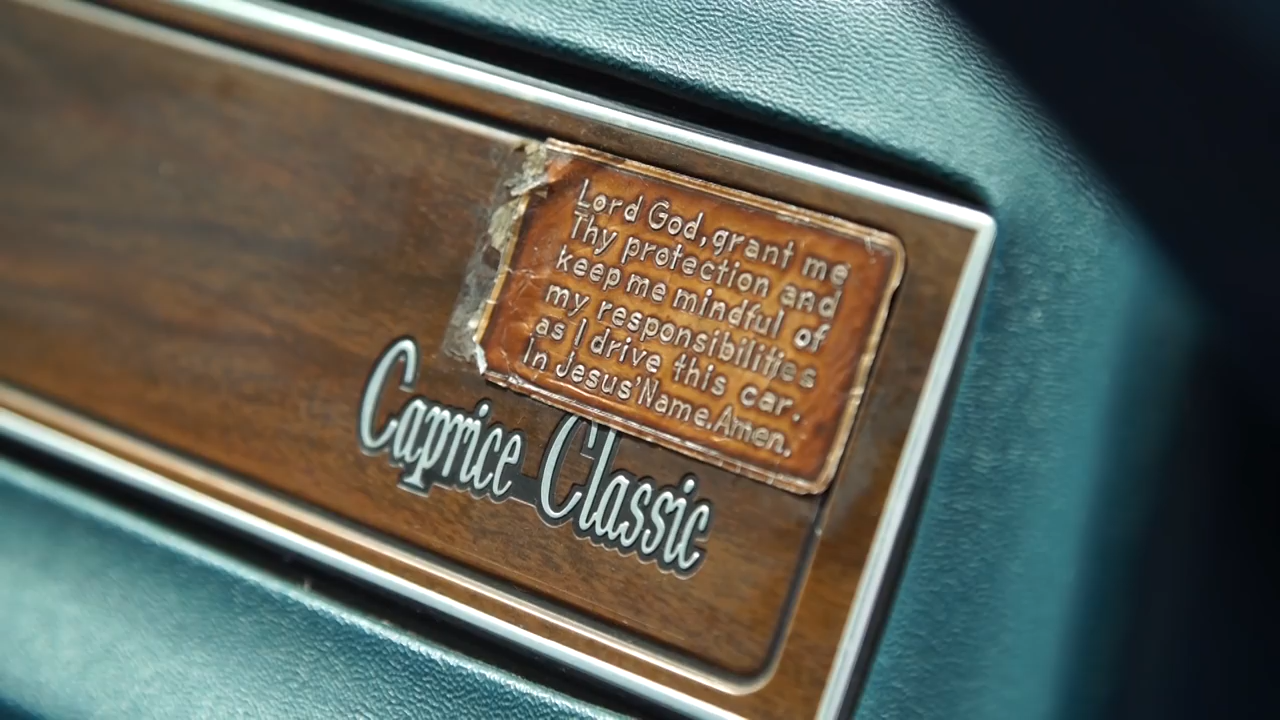 Lord God, grant me
Thy protection and
keep me mindful of
my responsibilities
as I drive this car.
In Jesus' Name. Amen.
Caprice Classic